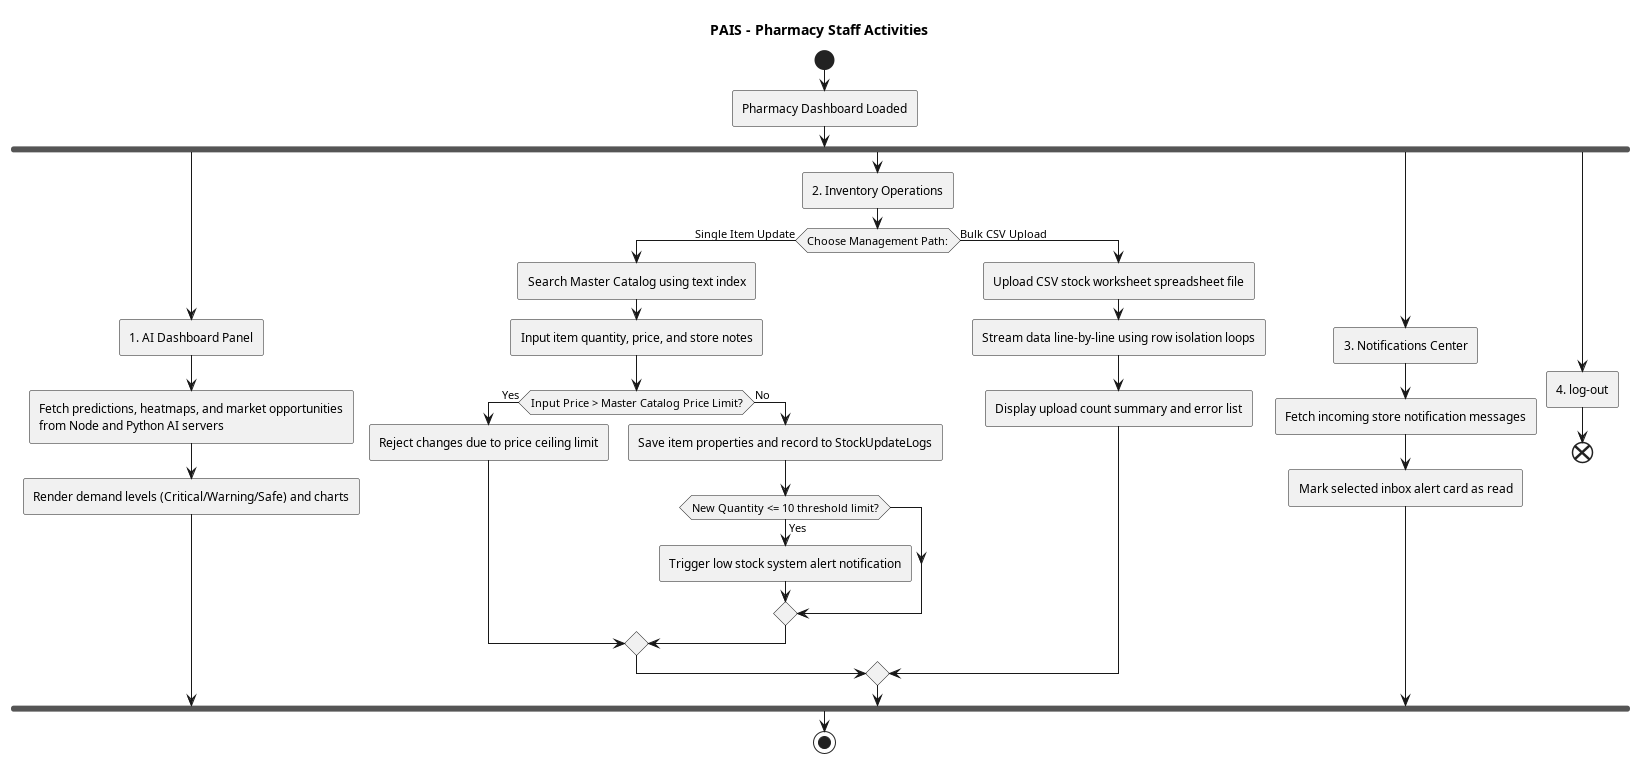 PAIS - Pharmacy Staff Activities
Pharmacy Dashboard Loaded
1. AI Dashboard Panel
Fetch predictions, heatmaps, and market opportunities
from Node and Python AI servers
Render demand levels (Critical/Warning/Safe) and charts
2. Inventory Operations
Choose Management Path:
Single Item Update
Search Master Catalog using text index
Input item quantity, price, and store notes
Input Price > Master Catalog Price Limit?
Yes
Reject changes due to price ceiling limit
No
Save item properties and record to StockUpdateLogs
New Quantity <= 10 threshold limit?
Yes
Trigger low stock system alert notification
Bulk CSV Upload
Upload CSV stock worksheet spreadsheet file
Stream data line-by-line using row isolation loops
Display upload count summary and error list
3. Notifications Center
Fetch incoming store notification messages
Mark selected inbox alert card as read
4. log-out